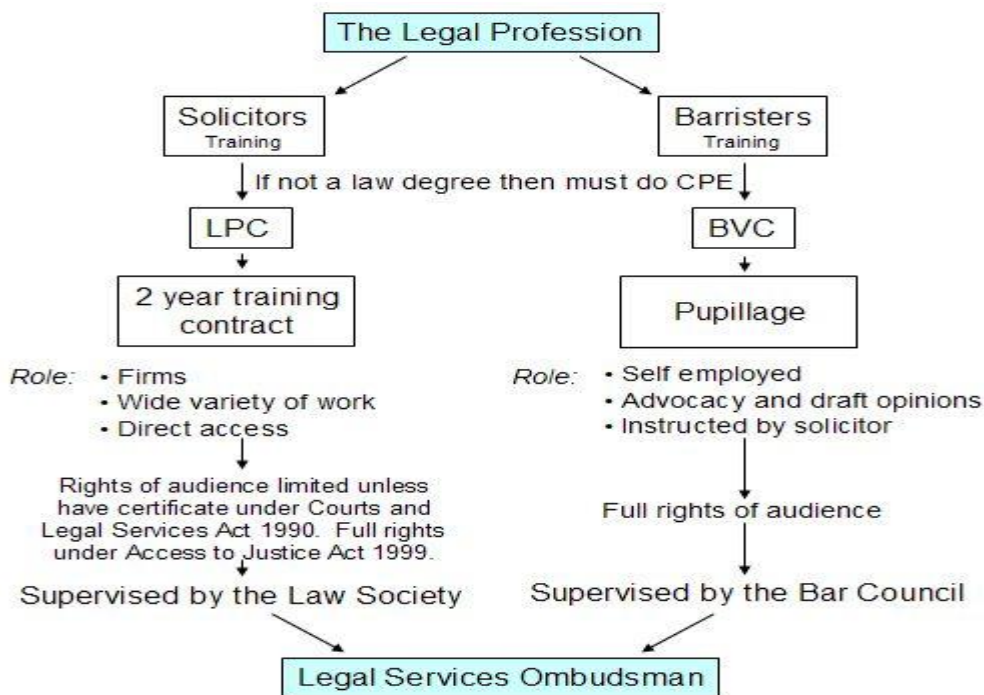 The Legal Profession
Solicitors
Training
Barristers
Training
If not a law degree then must do CPE
LPC
BVC
2 year training
contract
Pupillage
Role: • Firms
• Wide variety of work
• Direct access
Role: • Self employed
• Advocacy and draft opinions
• Instructed by solicitor
Rights of audience limited unless
have certificate under Courts and
Legal Services Act 1990. Full rights
under Access to Justice Act 1999.
Full rights of audience
Supervised by the Law Society
Supervised by the Bar Council
Legal Services Ombudsman